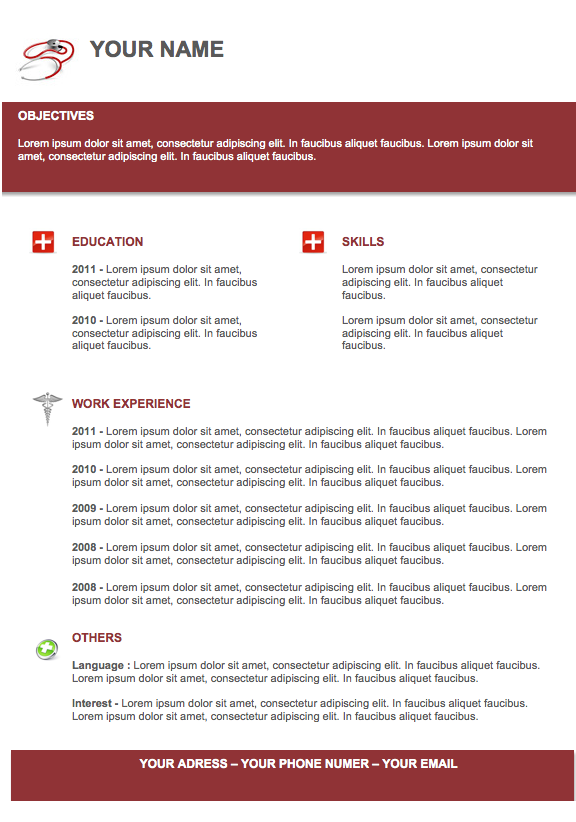 YOUR NAME
OBJECTIVES
Lorem ipsum dolor sit amet, consectetur adipiscing elit. In faucibus aliquet faucibus. Lorem ipsum dolor sit
amet, consectetur adipiscing elit. In faucibus aliquet faucibus.
EDUCATION
2011 - Lorem ipsum dolor sit amet,
consectetur adipiscing elit. In faucibus
aliquet faucibus.
2010 - Lorem ipsum dolor sit amet,
consectetur adipiscing elit. In faucibus
aliquet faucibus.
SKILLS
Lorem ipsum dolor sit amet, consectetur
adipiscing elit. In faucibus aliquet
faucibus.
Lorem ipsum dolor sit amet, consectetur
adipiscing elit. In faucibus aliquet
faucibus.
WORK EXPERIENCE
2011 - Lorem ipsum dolor sit amet, consectetur adipiscing elit. In faucibus aliquet faucibus. Lorem
ipsum dolor sit amet, consectetur adipiscing elit. In faucibus aliquet faucibus.
2010 - Lorem ipsum dolor sit amet, consectetur adipiscing elit. In faucibus aliquet faucibus. Lorem
ipsum dolor sit amet, consectetur adipiscing elit. In faucibus aliquet faucibus.
2009 - Lorem ipsum dolor sit amet, consectetur adipiscing elit. In faucibus aliquet faucibus. Lorem
ipsum dolor sit amet, consectetur adipiscing elit. In faucibus aliquet faucibus.
2008 - Lorem ipsum dolor sit amet, consectetur adipiscing elit. In faucibus aliquet faucibus. Lorem
ipsum dolor sit amet, consectetur adipiscing elit. In faucibus aliquet faucibus.
2008 - Lorem ipsum dolor sit amet, consectetur adipiscing elit. In faucibus aliquet faucibus. Lorem
ipsum dolor sit amet, consectetur adipiscing elit. In faucibus aliquet faucibus.
OTHERS
Language : Lorem ipsum dolor sit amet, consectetur adipiscing elit. In faucibus aliquet faucibus.
Lorem ipsum dolor sit amet, consectetur adipiscing elit. In faucibus aliquet faucibus.
Interest - Lorem ipsum dolor sit amet, consectetur adipiscing elit. In faucibus aliquet faucibus.
Lorem ipsum dolor sit amet, consectetur adipiscing elit. In faucibus aliquet faucibus.
YOUR ADRESS – YOUR PHONE NUMER – YOUR EMAIL